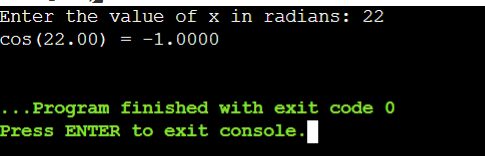 Enter the value of x in radians: 22
cos(22.00) = -1.0000
...Program finished with exit code 0
Press ENTER to exit console.